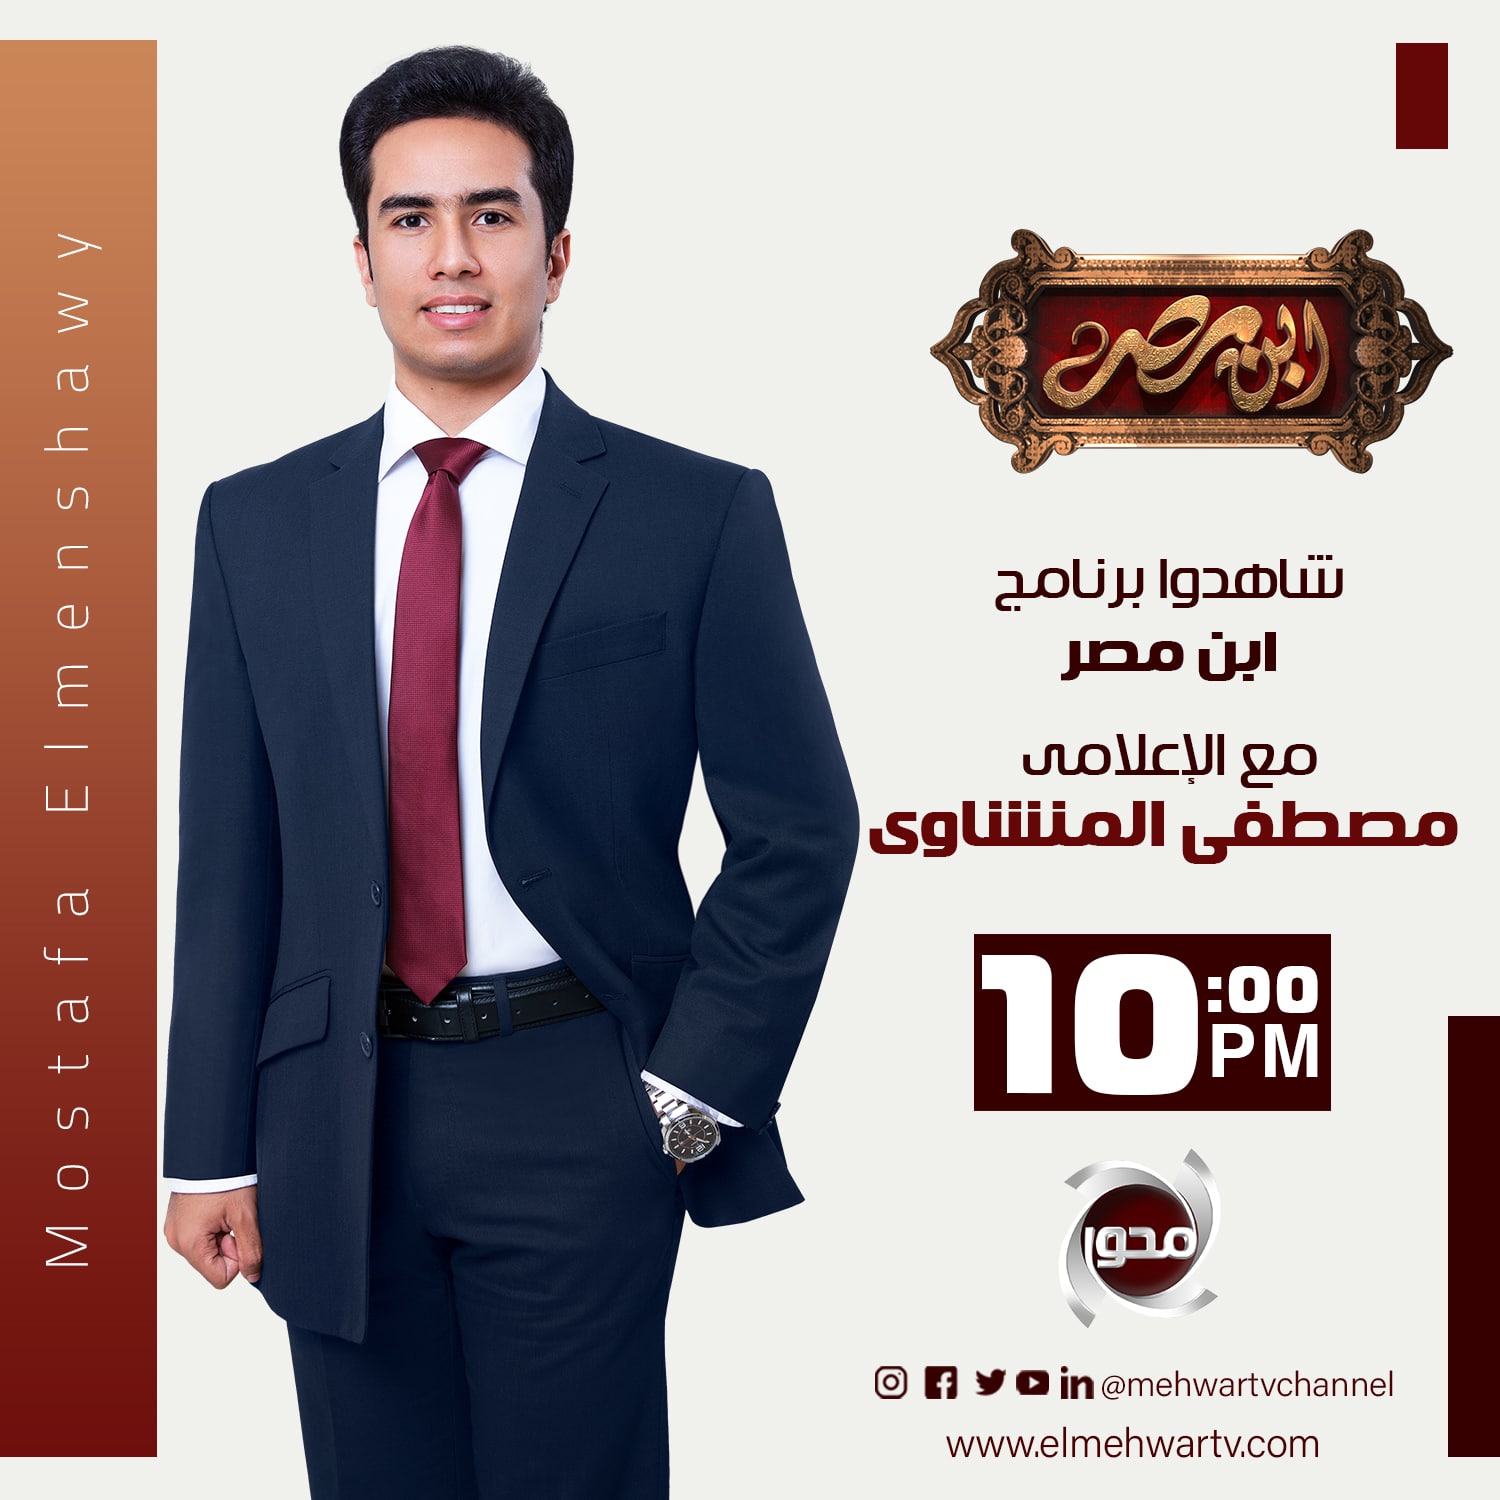 Mostafa Elmenshawy
ابن مصر
شاهدوا برنامج
ابن مصر
مع الإعلامى
مصطفى المنشاوى
10:00 PM
محور
@mehwartvchannel
www.elmehwartv.com